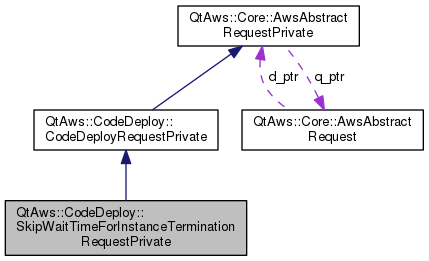 QtAws::Core::AwsAbstract
RequestPrivate
d_ptr
q_ptr
QtAws::CodeDeploy::
CodeDeployRequestPrivate
QtAws::Core::AwsAbstract
Request
QtAws::CodeDeploy::
SkipWaitTimeForInstanceTermination
RequestPrivate